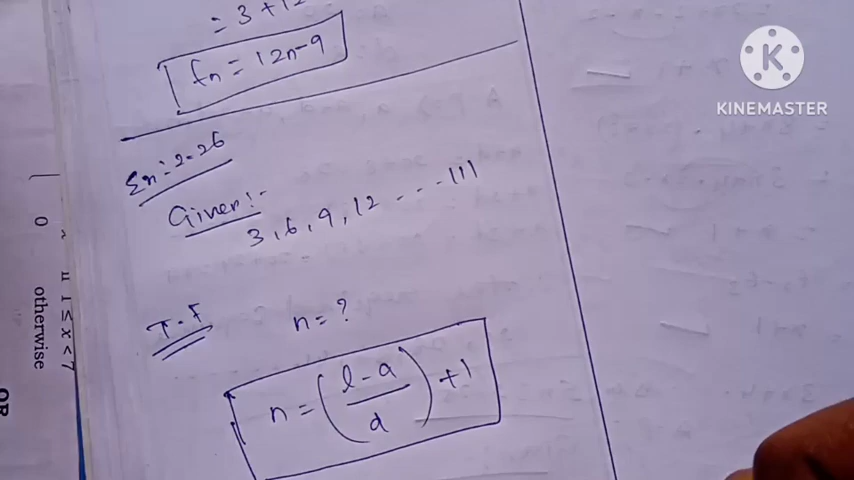 = 3 + 12
fn = 12n-9
Ex:- 2.26
Given:-
3, 6, 9, 12 ... 111
T.F
n = ?
n = (l-a/d) + 1
KINEMASTER
0
otherwise
1 ≤ x < 7
OR